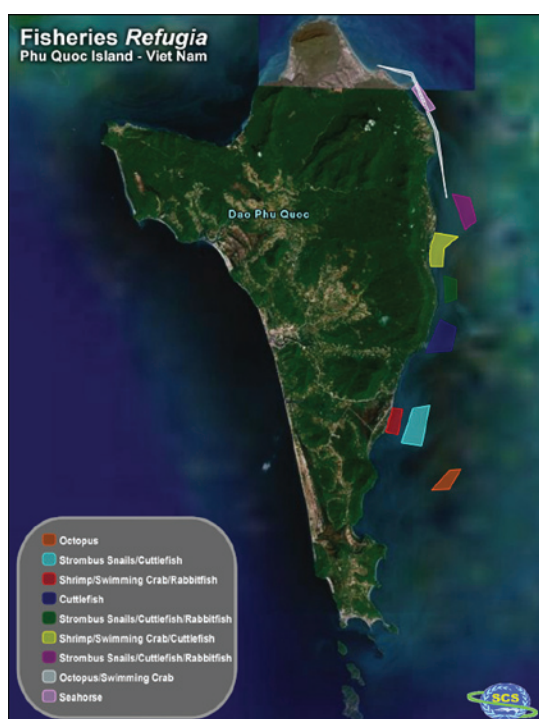 Fisheries Refugia
Phu Quoc Island - Viet Nam
Dao Phu Quoc
Octopus
Strombus Snails/Cuttlefish
Shrimp/Swimming Crab/Rabbitfish
Cuttlefish
Strombus Snails/Cuttlefish/Rabbitfish
Shrimp/Swimming Crab/Cuttlefish
Strombus Snails/Cuttlefish/Rabbitfish
Octopus/Swimming Crab
Seahorse
SCS